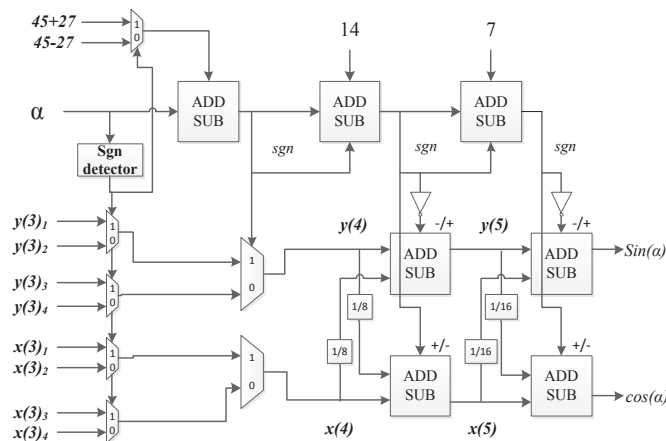 45+27
45-27
1
0
14
7
α
ADD
SUB
ADD
SUB
ADD
SUB
Sgn
detector
sgn
sgn
sgn
y(3)1
y(3)2
1
0
y(3)3
y(3)4
1
0
1
0
y(4)
-/+
ADD
SUB
y(5)
-/+
ADD
SUB
Sin(α)
1/8
1/8
1/16
1/16
x(3)1
x(3)2
1
0
x(3)3
x(3)4
1
0
1
0
x(4)
+/-
ADD
SUB
x(5)
+/-
ADD
SUB
cos(α)